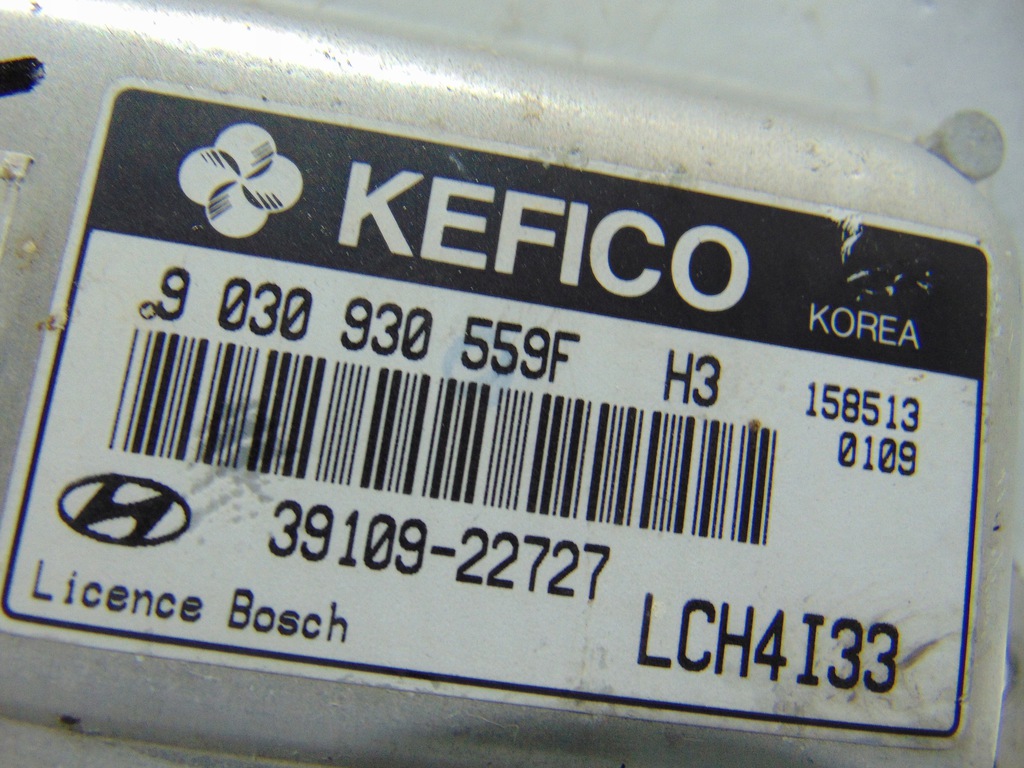 KEFICO
KOREA
9 030 930 559F H3
158513
0109
39109-22727
Licence Bosch
LCH4I33